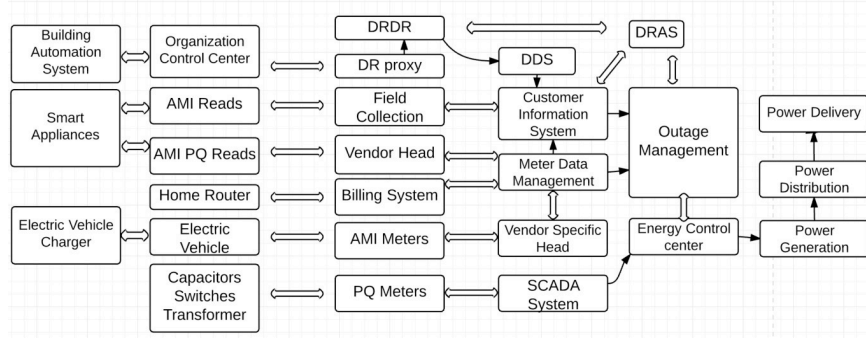 Building
Automation
System
Organization
Control Center
DRDR
DR proxy
DRAS
DDS
Smart
Appliances
AMI Reads
Field
Collection
Customer
Information
System
Outage
Management
Power Delivery
AMI PQ Reads
Vendor Head
Meter Data
Management
Power
Distribution
Home Router
Billing System
Electric Vehicle
Charger
Electric
Vehicle
AMI Meters
Vendor Specific
Head
Energy Control
center
Power
Generation
Capacitors
Switches
Transformer
PQ Meters
SCADA
System